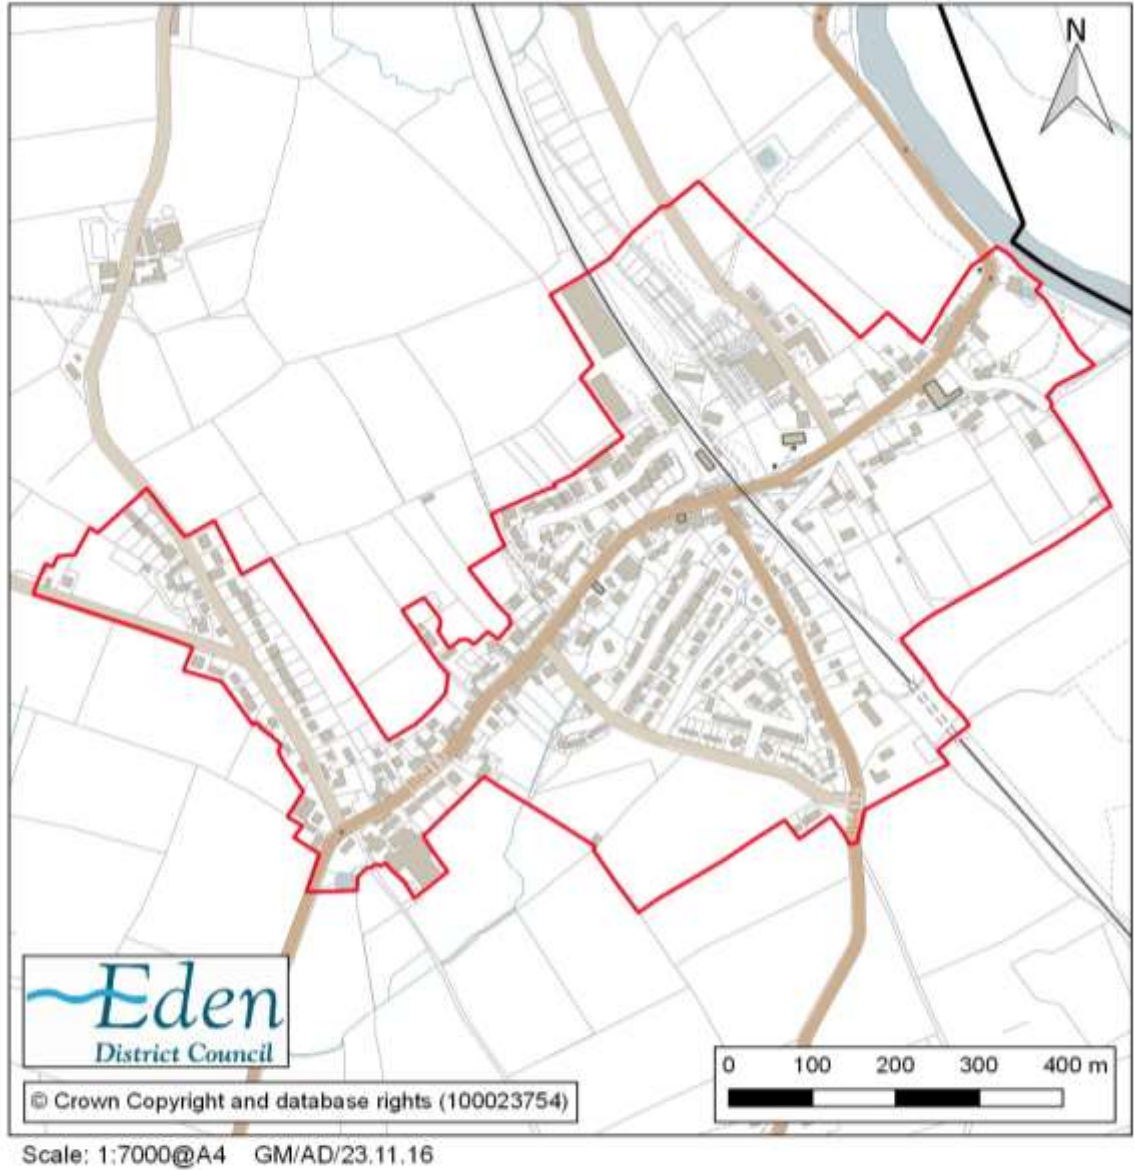 N
Eden
District Council
© Crown Copyright and database rights (100023754)
0 100 200 300 400 m
Scale: 1:7000@A4 GM/AD/23.11.16